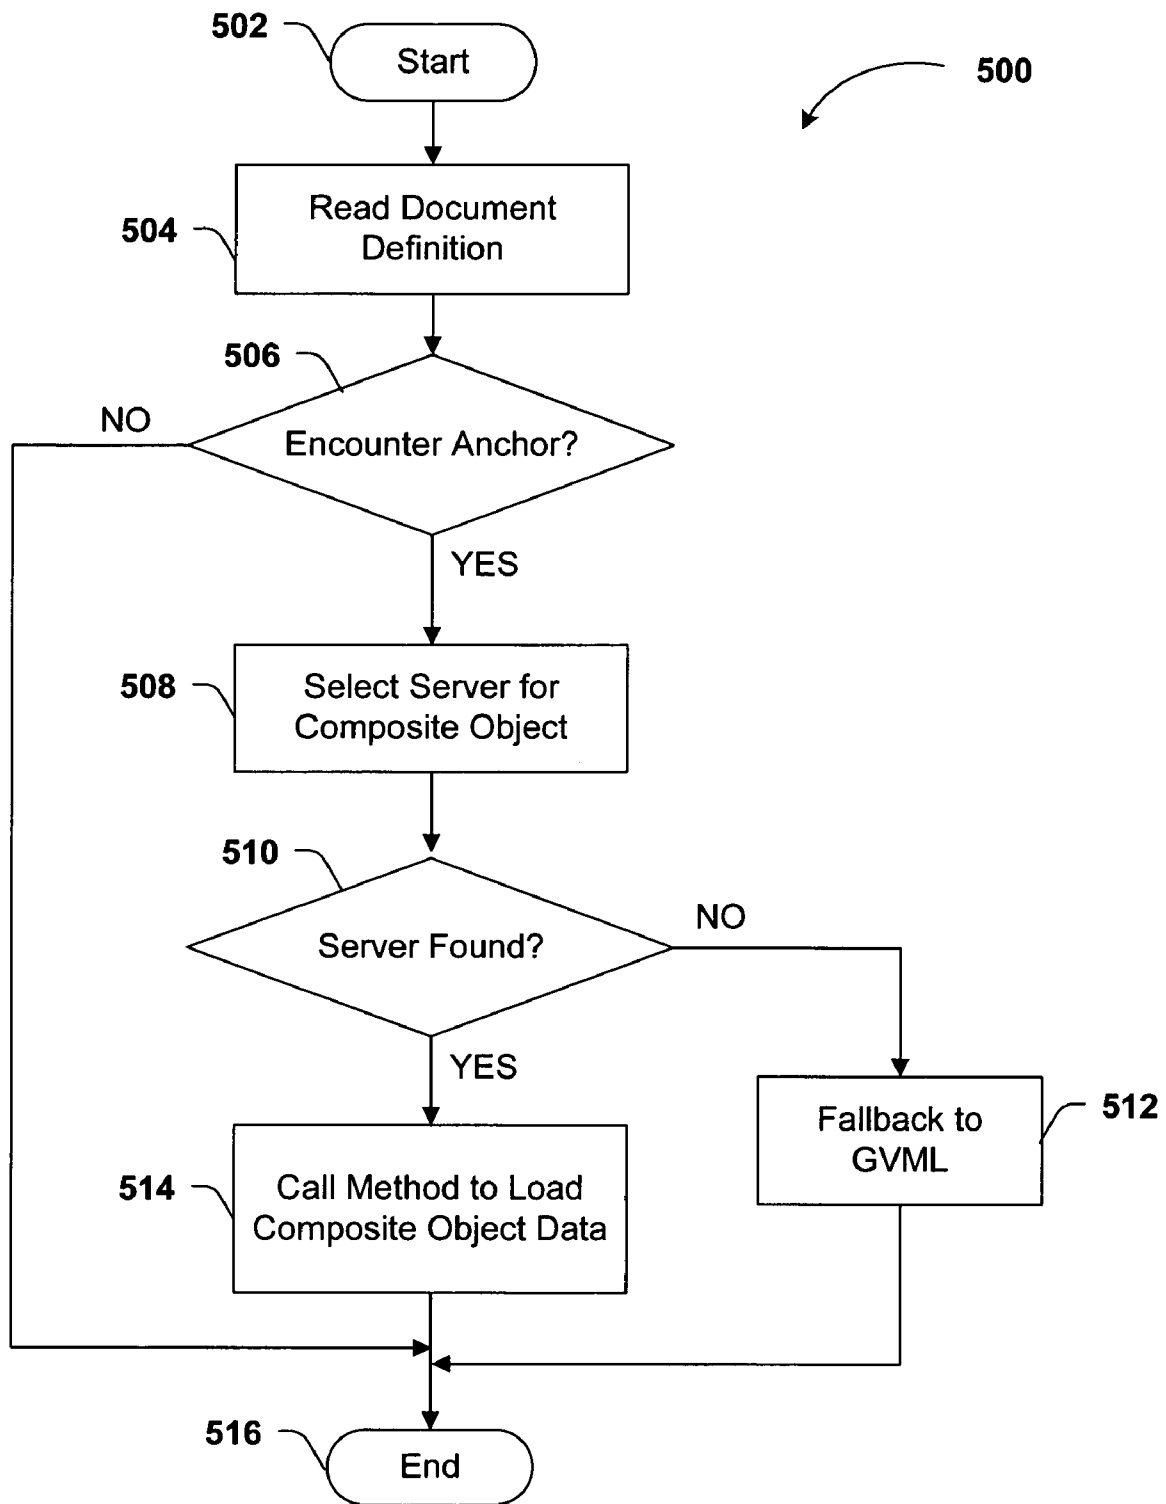 502
Start
500
504
Read Document
Definition
506
NO
Encounter Anchor?
YES
508
Select Server for
Composite Object
510
NO
Server Found?
YES
512
Fallback to
GVML
514
Call Method to Load
Composite Object Data
516
End